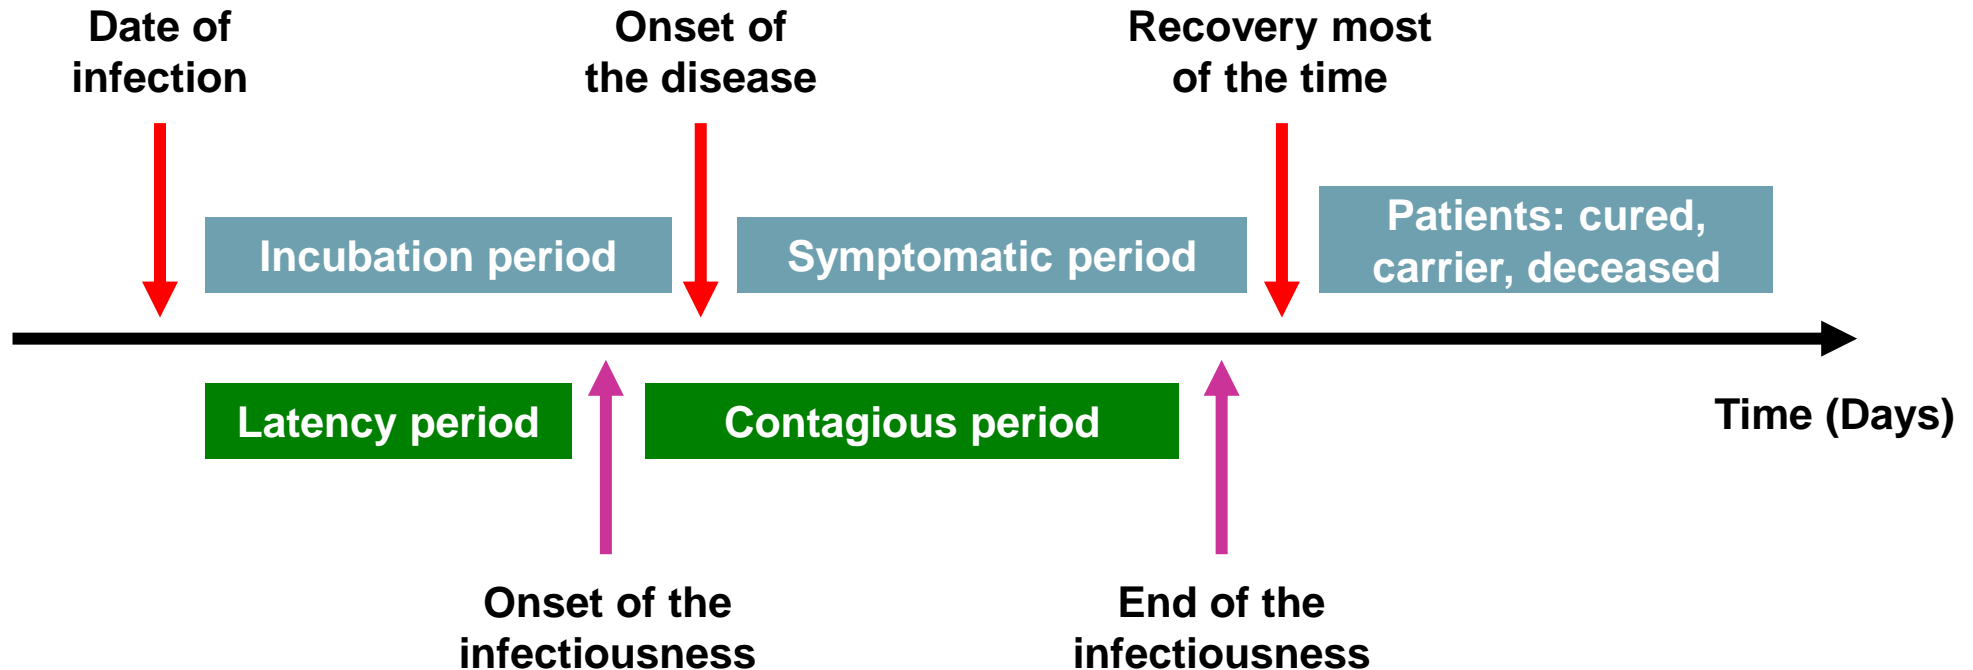 Date of
infection
Onset of
the disease
Recovery most
of the time
Incubation period
Symptomatic period
Patients: cured,
carrier, deceased
Latency period
Contagious period
Time (Days)
Onset of the
infectiousness
End of the
infectiousness